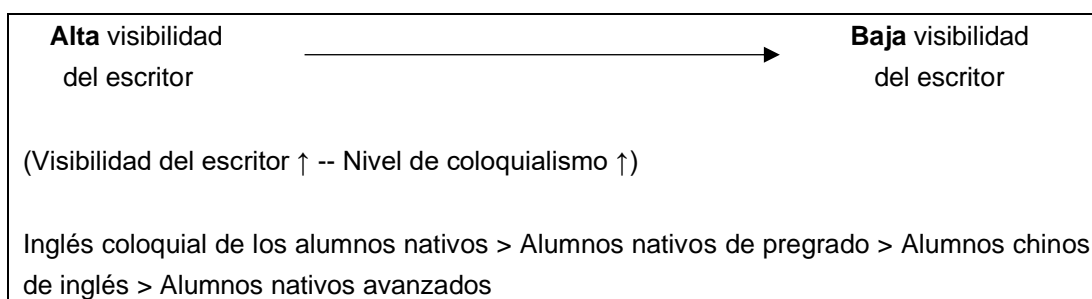 Alta visibilidad Baja visibilidad
del escritor del escritor
(Visibilidad del escritor ↑ -- Nivel de coloquialismo ↑)
Inglés coloquial de los alumnos nativos > Alumnos nativos de pregrado > Alumnos chinos
de inglés > Alumnos nativos avanzados